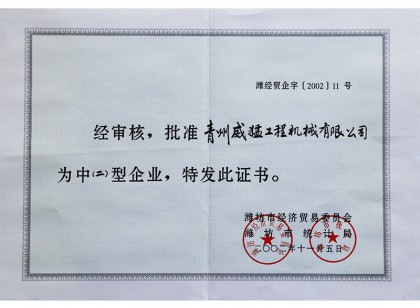 潍经贸企字〔2002〕11 号
经审核，批准青州威猛工程机械有限公司
为中(二)型企业，特发此证书。
潍坊市经济贸易委员会
潍坊市统计局
二〇〇二年十一月五日